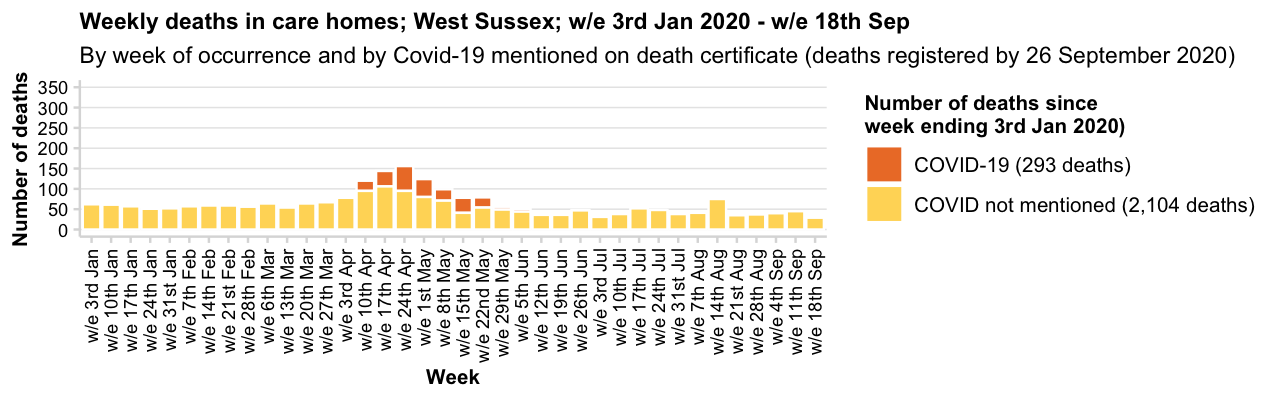 Weekly deaths in care homes; West Sussex; w/e 3rd Jan 2020 - w/e 18th Sep
By week of occurrence and by Covid-19 mentioned on death certificate (deaths registered by 26 September 2020)
Number of deaths
350
300
250
200
150
100
50
0
w/e 3rd Jan
w/e 10th Jan
w/e 17th Jan
w/e 24th Jan
w/e 31st Jan
w/e 7th Feb
w/e 14th Feb
w/e 21st Feb
w/e 28th Feb
w/e 6th Mar
w/e 13th Mar
w/e 20th Mar
w/e 27th Mar
w/e 3rd Apr
w/e 10th Apr
w/e 17th Apr
w/e 24th Apr
w/e 1st May
w/e 8th May
w/e 15th May
w/e 22nd May
w/e 29th May
w/e 5th Jun
w/e 12th Jun
w/e 19th Jun
w/e 26th Jun
w/e 3rd Jul
w/e 10th Jul
w/e 17th Jul
w/e 24th Jul
w/e 31st Jul
w/e 7th Aug
w/e 14th Aug
w/e 21st Aug
w/e 28th Aug
w/e 4th Sep
w/e 11th Sep
w/e 18th Sep
Week
Number of deaths since
week ending 3rd Jan 2020)
COVID-19 (293 deaths)
COVID not mentioned (2,104 deaths)